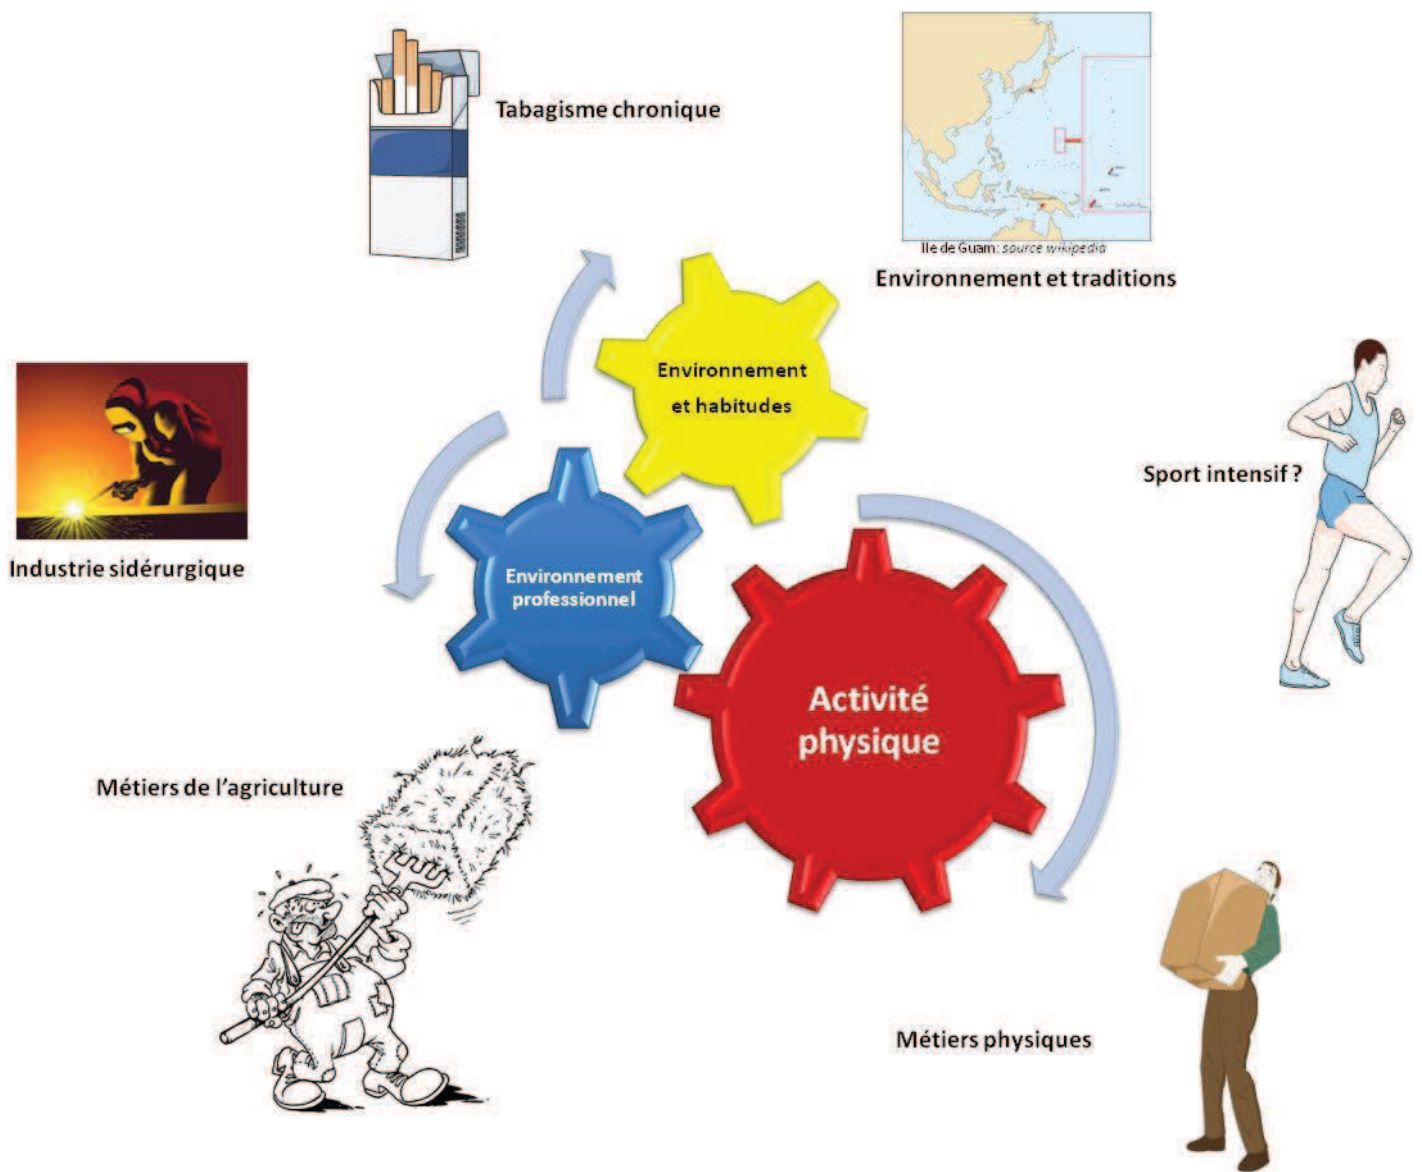 Tabagisme chronique
Ile de Guam: source wikipedia
Environnement et traditions
Environnement
et habitudes
Sport intensif ?
Industrie sidérurgique
Environnement
professionnel
Activité
physique
Métiers de l'agriculture
Métiers physiques